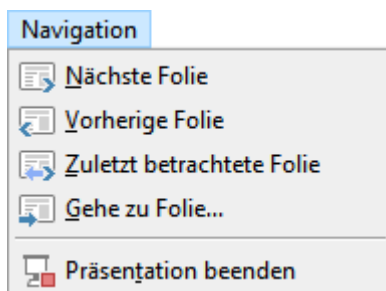 Navigation
Nächste Folie
Vorherige Folie
Zuletzt betrachtete Folie
Gehe zu Folie...
Präsentation beenden